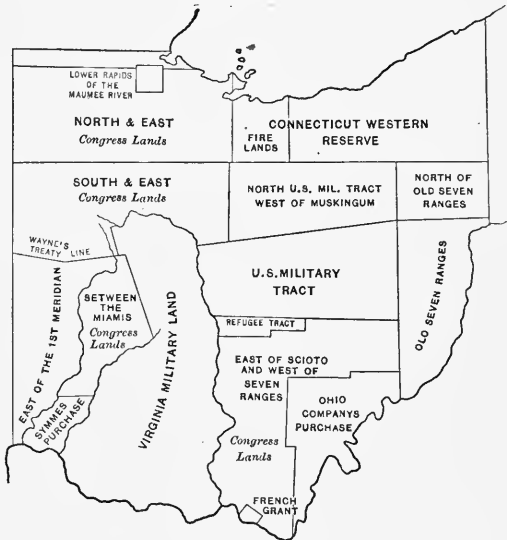 LOWER RAPIDS
OF THE
MAUMEE RIVER
NORTH & EAST
Congress Lands
FIRE
LANDS
CONNECTICUT WESTERN
RESERVE
SOUTH & EAST
Congress Lands
NORTH U.S. MIL. TRACT
WEST OF MUSKINGUM
NORTH OF
OLD SEVEN
RANGES
WAYNE'S
TREATY LINE
EAST OF THE 1ST MERIDIAN
BETWEEN
THE
MIAMIS
Congress
Lands
SYMMES
PURCHASE
VIRGINIA MILITARY LAND
U.S. MILITARY
TRACT
REFUGEE TRACT
OLD SEVEN RANGES
EAST OF SCIOTO
AND WEST OF
SEVEN
RANGES
Congress
Lands
OHIO
COMPANYS
PURCHASE
FRENCH
GRANT